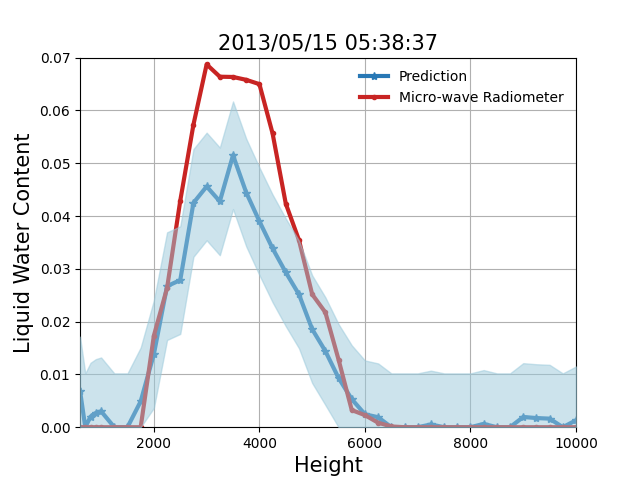 2013/05/15 05:38:37
Prediction
Micro-wave Radiometer
Liquid Water Content
0.07
0.06
0.05
0.04
0.03
0.02
0.01
0.00
2000 4000 6000 8000 10000
Height